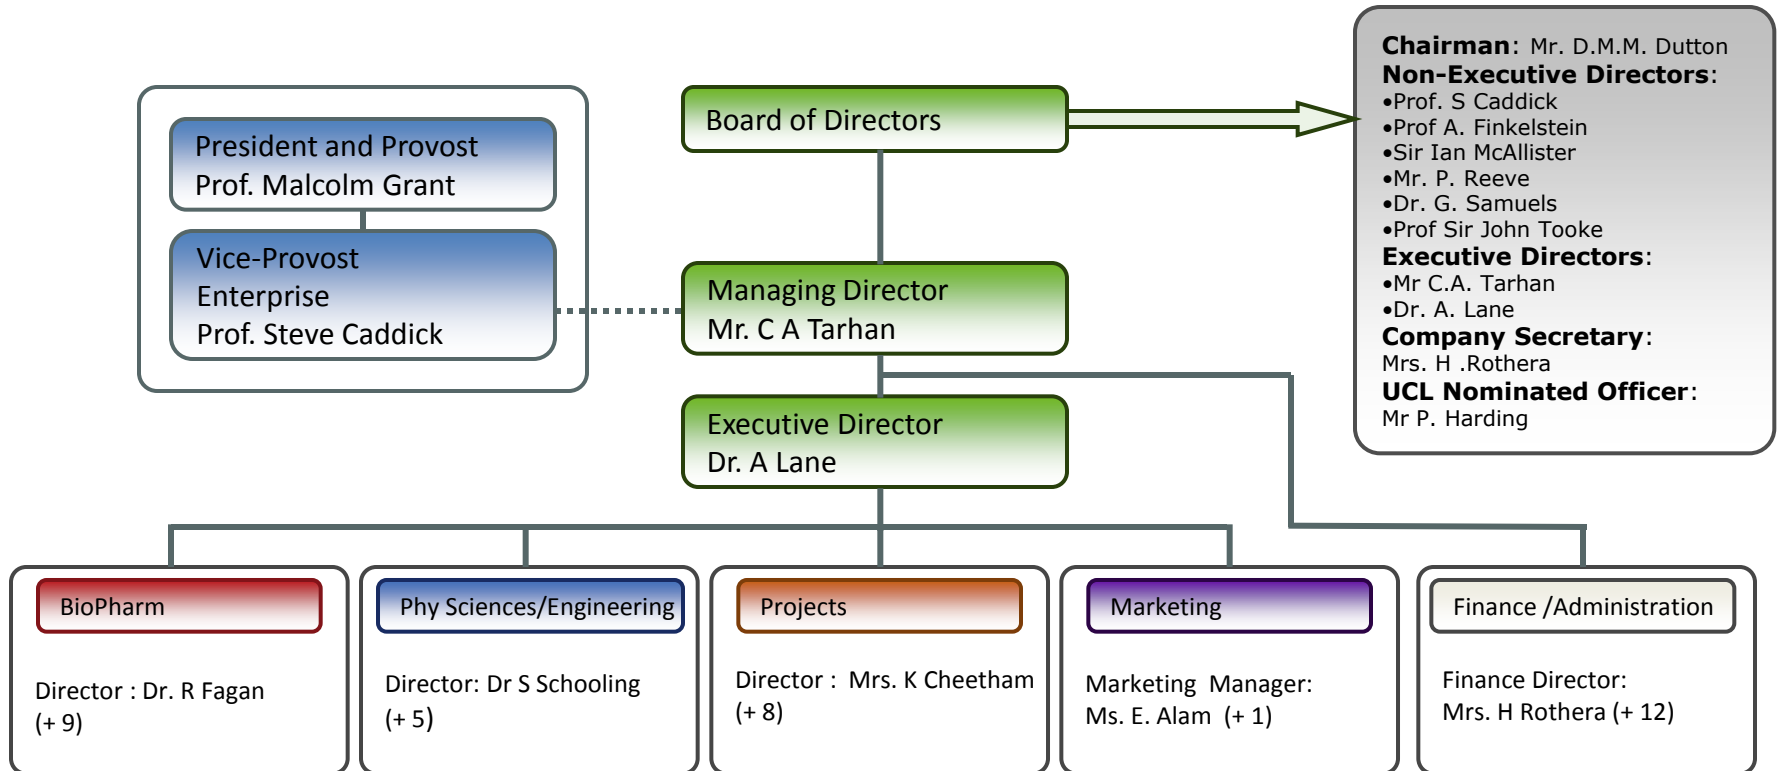 President and Provost
Prof. Malcolm Grant
Vice-Provost
Enterprise
Prof. Steve Caddick
Board of Directors
Managing Director
Mr. C A Tarhan
Executive Director
Dr. A Lane
Chairman: Mr. D.M.M. Dutton
Non-Executive Directors:
•Prof. S Caddick
•Prof A. Finkelstein
•Sir Ian McAllister
•Mr. P. Reeve
•Dr. G. Samuels
•Prof Sir John Tooke
Executive Directors:
•Mr C.A. Tarhan
•Dr. A. Lane
Company Secretary:
Mrs. H .Rothera
UCL Nominated Officer:
Mr P. Harding
BioPharm
Director : Dr. R Fagan
(+ 9)
Phy Sciences/Engineering
Director: Dr S Schooling
(+ 5)
Projects
Director : Mrs. K Cheetham
(+ 8)
Marketing
Marketing Manager:
Ms. E. Alam (+ 1)
Finance /Administration
Finance Director:
Mrs. H Rothera (+ 12)